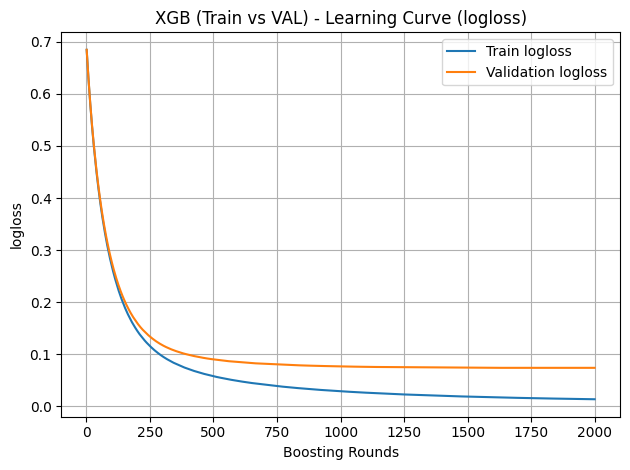 XGB (Train vs VAL) - Learning Curve (logloss)
0.7
0.6
0.5
0.4
0.3
0.2
0.1
0.0
logloss
Train logloss
Validation logloss
0 250 500 750 1000 1250 1500 1750 2000
Boosting Rounds